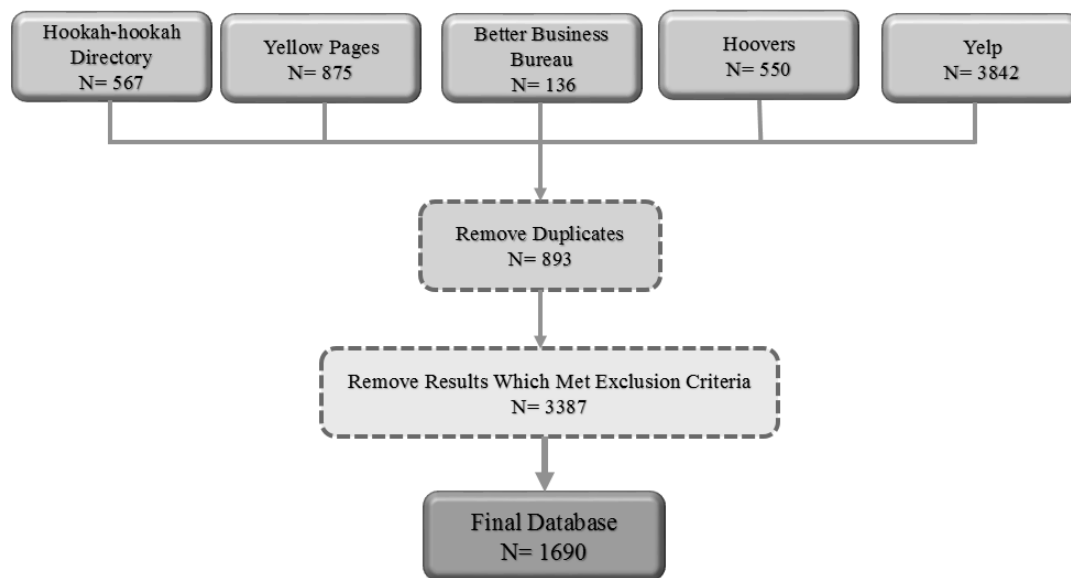 Hookah-hookah
Directory
N= 567
Yellow Pages
N= 875
Better Business
Bureau
N= 136
Hoovers
N= 550
Yelp
N= 3842
Remove Duplicates
N= 893
Remove Results Which Met Exclusion Criteria
N= 3387
Final Database
N= 1690